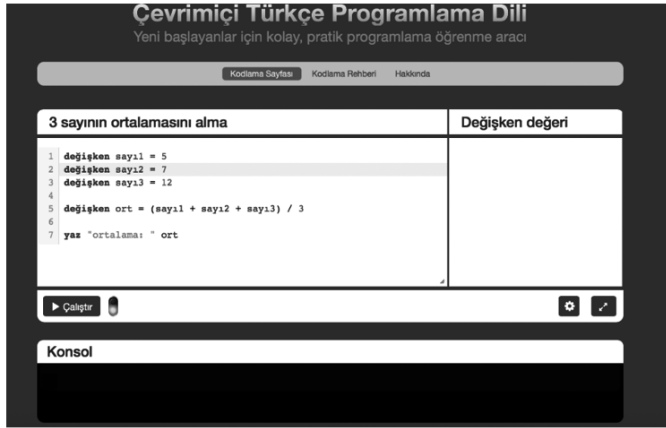 Çevrimiçi Türkçe Programlama Dili
Yeni başlayanlar için kolay, pratik programlama öğrenme aracı
Kodlama Sayfası Kodlama Rehberi Hakkında
3 sayının ortalamasını alma
Değişken değeri
1 değişken sayı1 = 5
2 değişken sayı2 = 7
3 değişken sayı3 = 12
4
5 değişken ort = (sayı1 + sayı2 + sayı3) / 3
6
7 yaz "ortalama: " ort
Çalıştır
Konsol